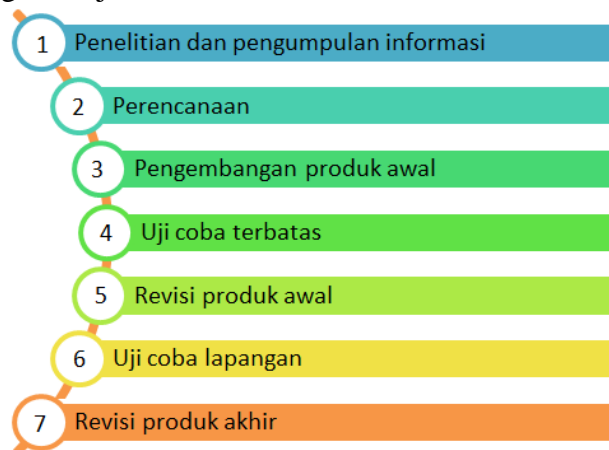 1 Penelitian dan pengumpulan informasi
2 Perencanaan
3 Pengembangan produk awal
4 Uji coba terbatas
5 Revisi produk awal
6 Uji coba lapangan
7 Revisi produk akhir